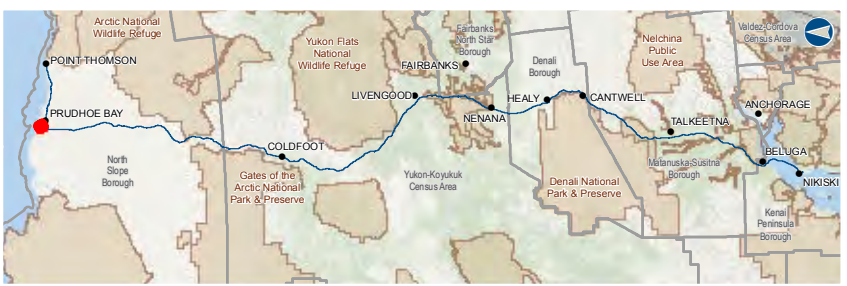 Arctic National
Wildlife Refuge
POINT THOMSON
PRUDHOE BAY
North
Slope
Borough
Yukon Flats
National
Wildlife Refuge
COLDFOOT
Gates of the
Arctic National
Park & Preserve
Fairbanks
North Star
Borough
FAIRBANKS
LIVENGOOD
NENANA
Yukon-Koyukuk
Census Area
Denali
Borough
HEALY
CANTWELL
Denali National
Park & Preserve
Nelchina
Public
Use Area
TALKEETNA
Matanuska-Susitna
Borough
Valdez-Cordova
Census Area
ANCHORAGE
BELUGA
NIKISKI
Kenai
Peninsula
Borough